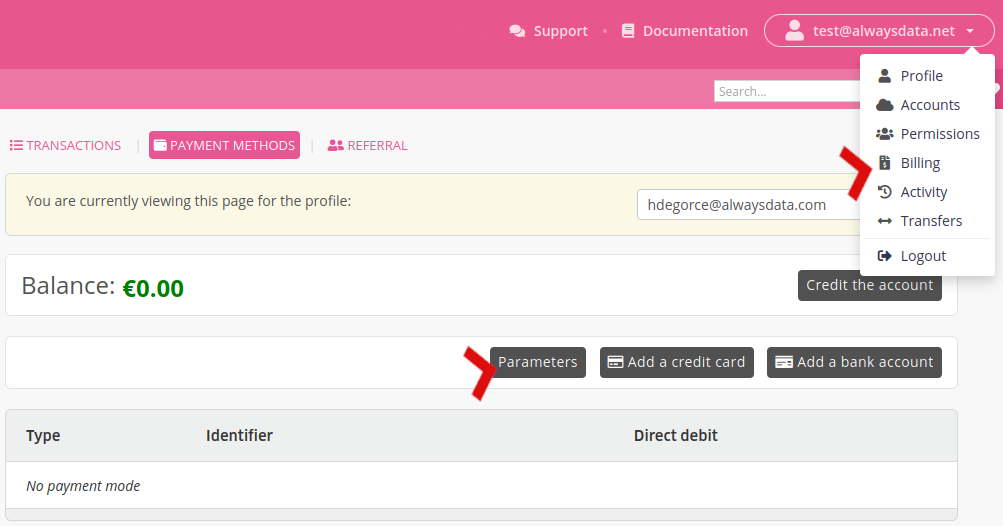 Support • Documentation test@alwaysdata.net
Search...
Profile
Accounts
Permissions
Billing
Activity
Transfers
Logout
TRANSACTIONS | PAYMENT METHODS | REFERRAL
You are currently viewing this page for the profile: hdegorce@alwaysdata.com
Balance: €0.00 Credit the account
Parameters Add a credit card Add a bank account
Type Identifier Direct debit
No payment mode